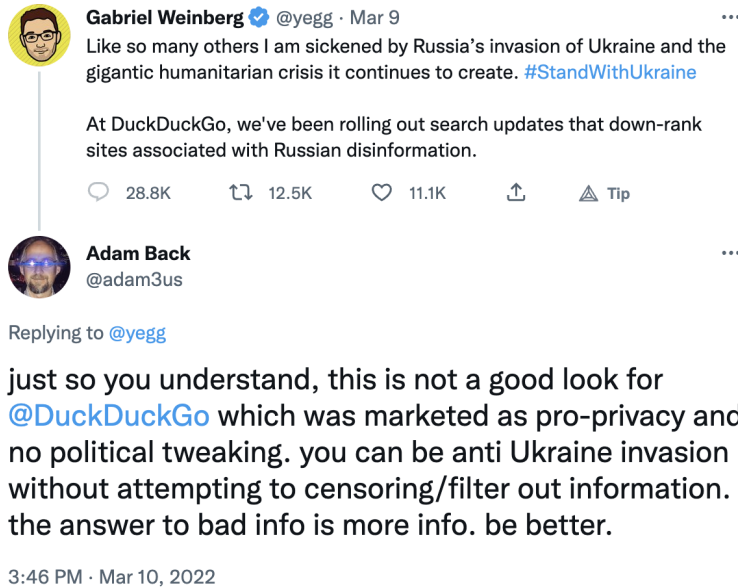 Gabriel Weinberg @yegg · Mar 9
Like so many others I am sickened by Russia's invasion of Ukraine and the
gigantic humanitarian crisis it continues to create. #StandWithUkraine
At DuckDuckGo, we've been rolling out search updates that down-rank
sites associated with Russian disinformation.
28.8K 12.5K 11.1K Tip
Adam Back
@adam3us
Replying to @yegg
just so you understand, this is not a good look for
@DuckDuckGo which was marketed as pro-privacy and
no political tweaking. you can be anti Ukraine invasion
without attempting to censoring/filter out information.
the answer to bad info is more info. be better.
3:46 PM · Mar 10, 2022